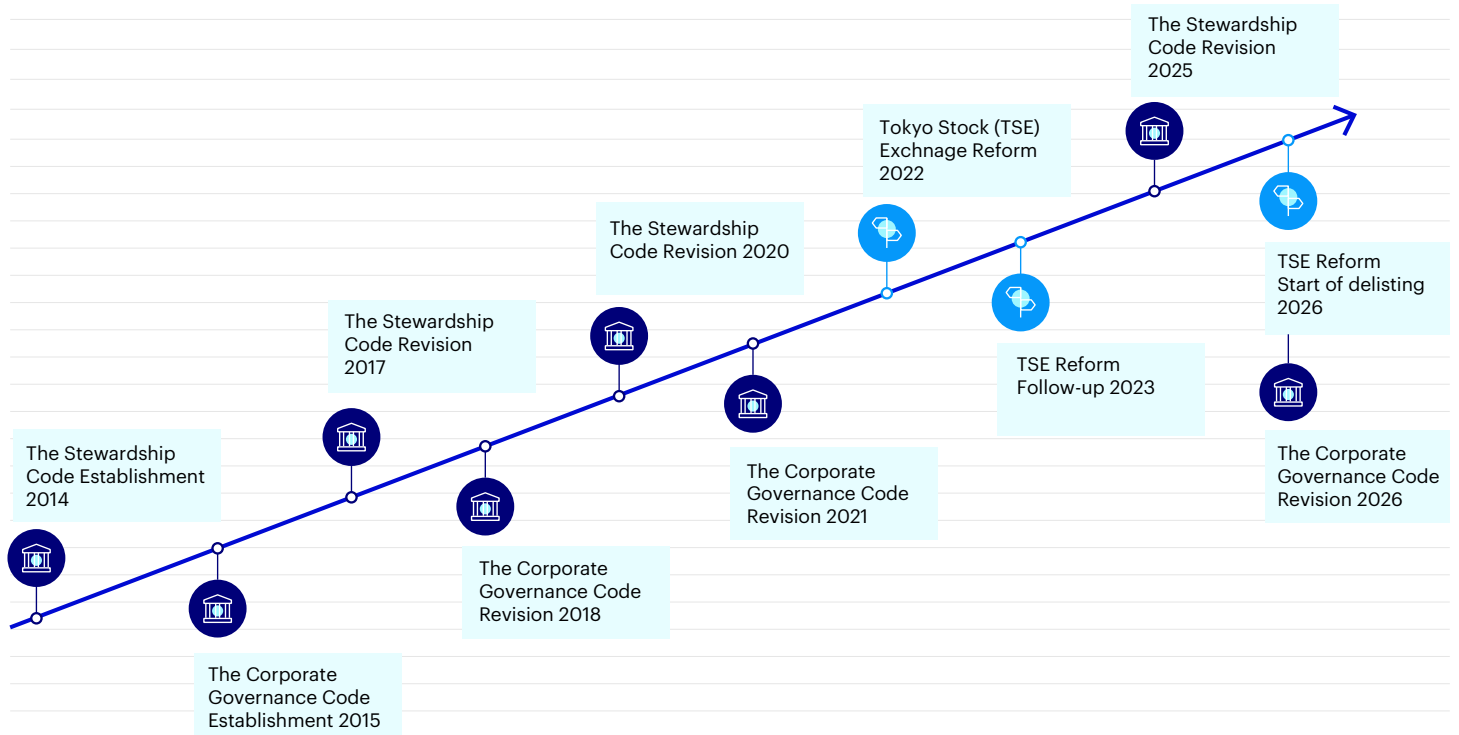 The Stewardship
Code Establishment
2014
The Corporate
Governance Code
Establishment 2015
The Stewardship
Code Revision
2017
The Corporate
Governance Code
Revision 2018
The Stewardship
Code Revision 2020
The Corporate
Governance Code
Revision 2021
Tokyo Stock (TSE)
Exchnage Reform
2022
TSE Reform
Follow-up 2023
The Stewardship
Code Revision
2025
TSE Reform
Start of delisting
2026
The Corporate
Governance Code
Revision 2026